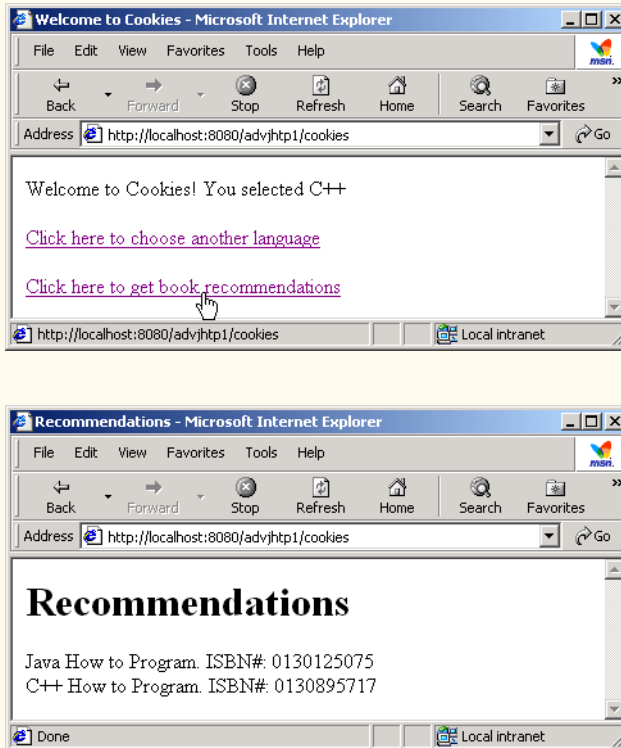 Welcome to Cookies - Microsoft Internet Explorer
File Edit View Favorites Tools Help
msn.
Back Forward Stop Refresh Home Search Favorites »
Address http://localhost:8080/advjhtp1/cookies Go
Welcome to Cookies! You selected C++
Click here to choose another language
Click here to get book recommendations
http://localhost:8080/advjhtp1/cookies Local intranet
Recommendations - Microsoft Internet Explorer
File Edit View Favorites Tools Help
msn.
Back Forward Stop Refresh Home Search Favorites »
Address http://localhost:8080/advjhtp1/cookies Go
Recommendations
Java How to Program. ISBN#: 0130125075
C++ How to Program. ISBN#: 0130895717
Done Local intranet